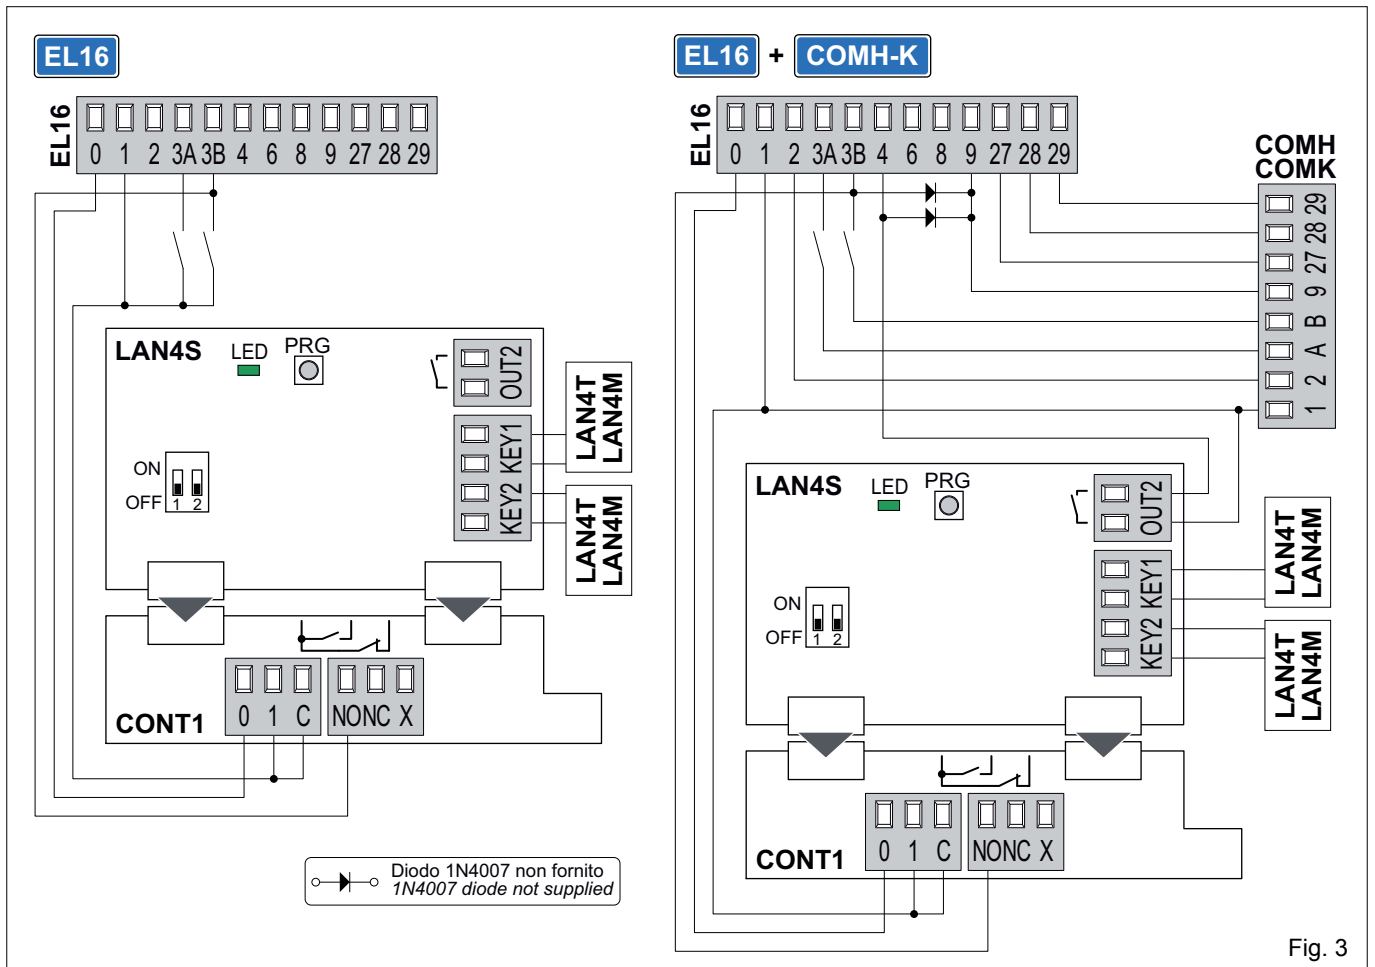 EL16
EL16
0 1 2 3A 3B 4 6 8 9 27 28 29
LAN4S
LED
PRG
OUT2
KEY1
KEY2
ON
OFF
1 2
LAN4T
LAN4M
LAN4T
LAN4M
CONT1
0 1 C
NO NC X
Diodo 1N4007 non fornito
1N4007 diode not supplied
EL16 + COMH-K
EL16
0 1 2 3A 3B 4 6 8 9 27 28 29
COMH
COMK
29
28
27
9
B
A
2
1
LAN4S
LED
PRG
OUT2
KEY1
KEY2
ON
OFF
1 2
LAN4T
LAN4M
LAN4T
LAN4M
CONT1
0 1 C
NO NC X
Fig. 3